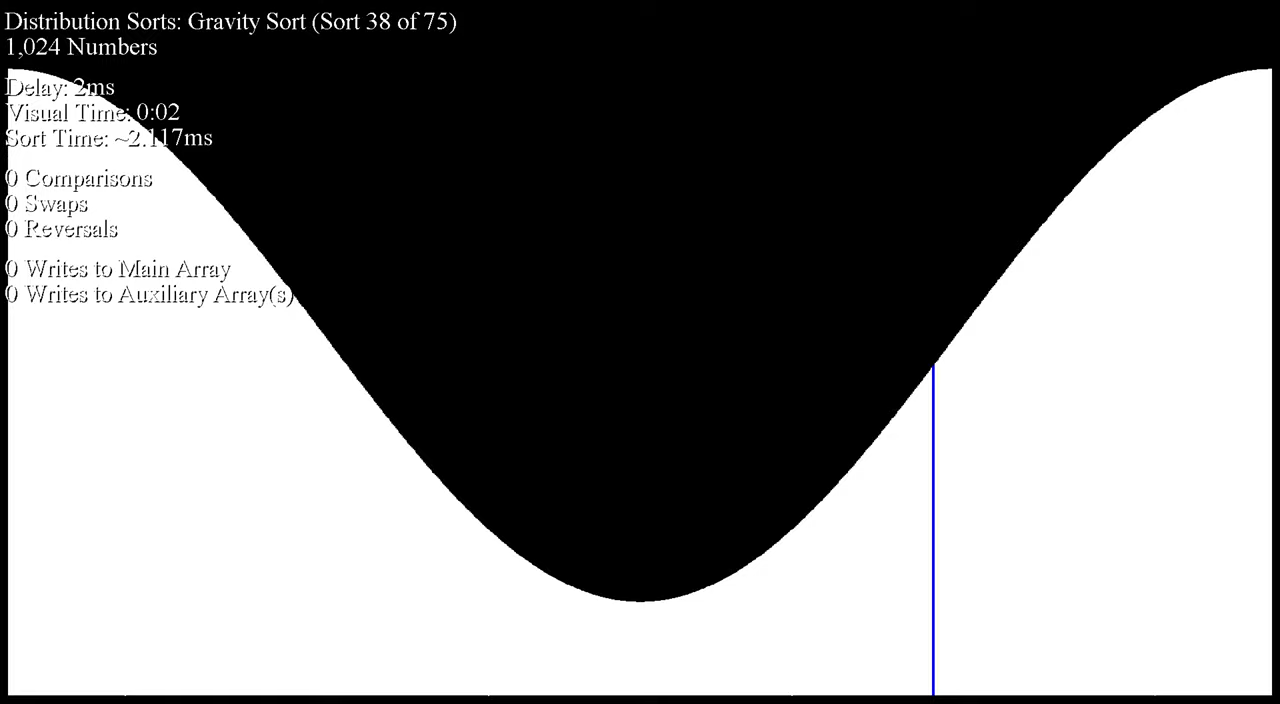 Distribution Sorts: Gravity Sort (Sort 38 of 75)
1,024 Numbers
Delay: 2ms
Visual Time: 0:02
Sort Time: ~2.117ms
0 Comparisons
0 Swaps
0 Reversals
0 Writes to Main Array
0 Writes to Auxiliary Array(s)